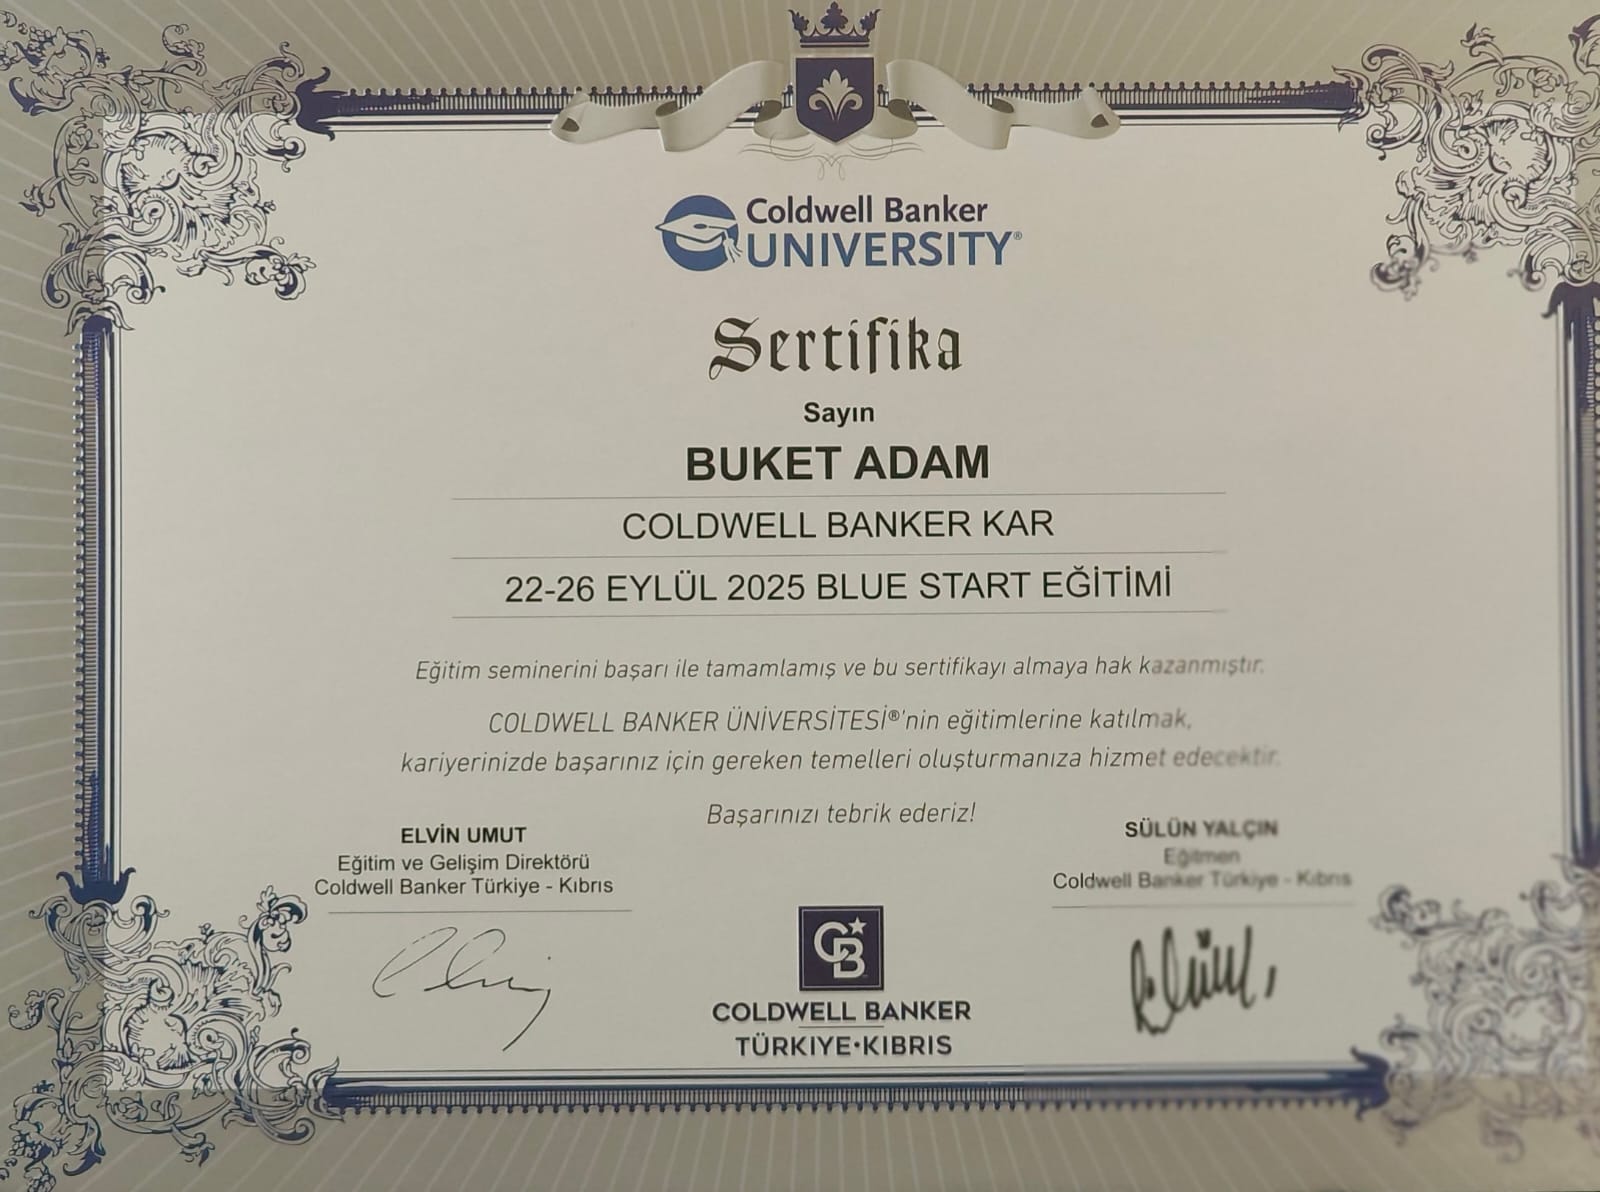 Coldwell Banker
UNIVERSITY®
Sertifika
Sayın
BUKET ADAM
COLDWELL BANKER KAR
22-26 EYLÜL 2025 BLUE START EĞİTİMİ
Eğitim seminerini başarı ile tamamlamış ve bu sertifikayı almaya hak kazanmıştır.
COLDWELL BANKER ÜNİVERSİTESİ®'nin eğitimlerine katılmak,
kariyerinizde başarınız için gereken temelleri oluşturmanıza hizmet edecektir.
Başarınızı tebrik ederiz!
ELVİN UMUT
Eğitim ve Gelişim Direktörü
Coldwell Banker Türkiye - Kıbrıs
SÜLÜN YALÇIN
Eğitmen
Coldwell Banker Türkiye - Kıbrıs
CB
COLDWELL BANKER
TÜRKİYE•KIBRIS